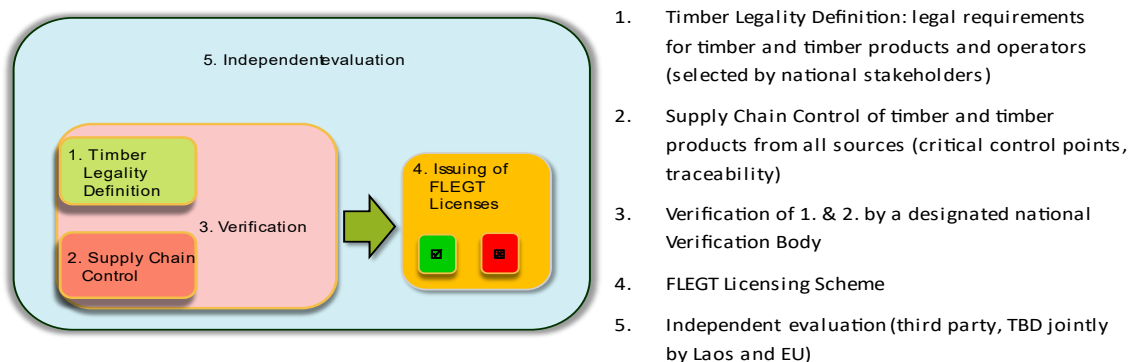 5. Independentevaluation
1. Timber
Legality
Definition
3. Verification
2. Supply Chain
Control
4. Issuing of
FLEGT
Licenses
1. Timber Legality Definition: legal requirements
for timber and timber products and operators
(selected by national stakeholders)
2. Supply Chain Control of timber and timber
products from all sources (critical control points,
traceability)
3. Verification of 1. & 2. by a designated national
Verification Body
4. FLEGT Licensing Scheme
5. Independent evaluation (third party, TBD jointly
by Laos and EU)